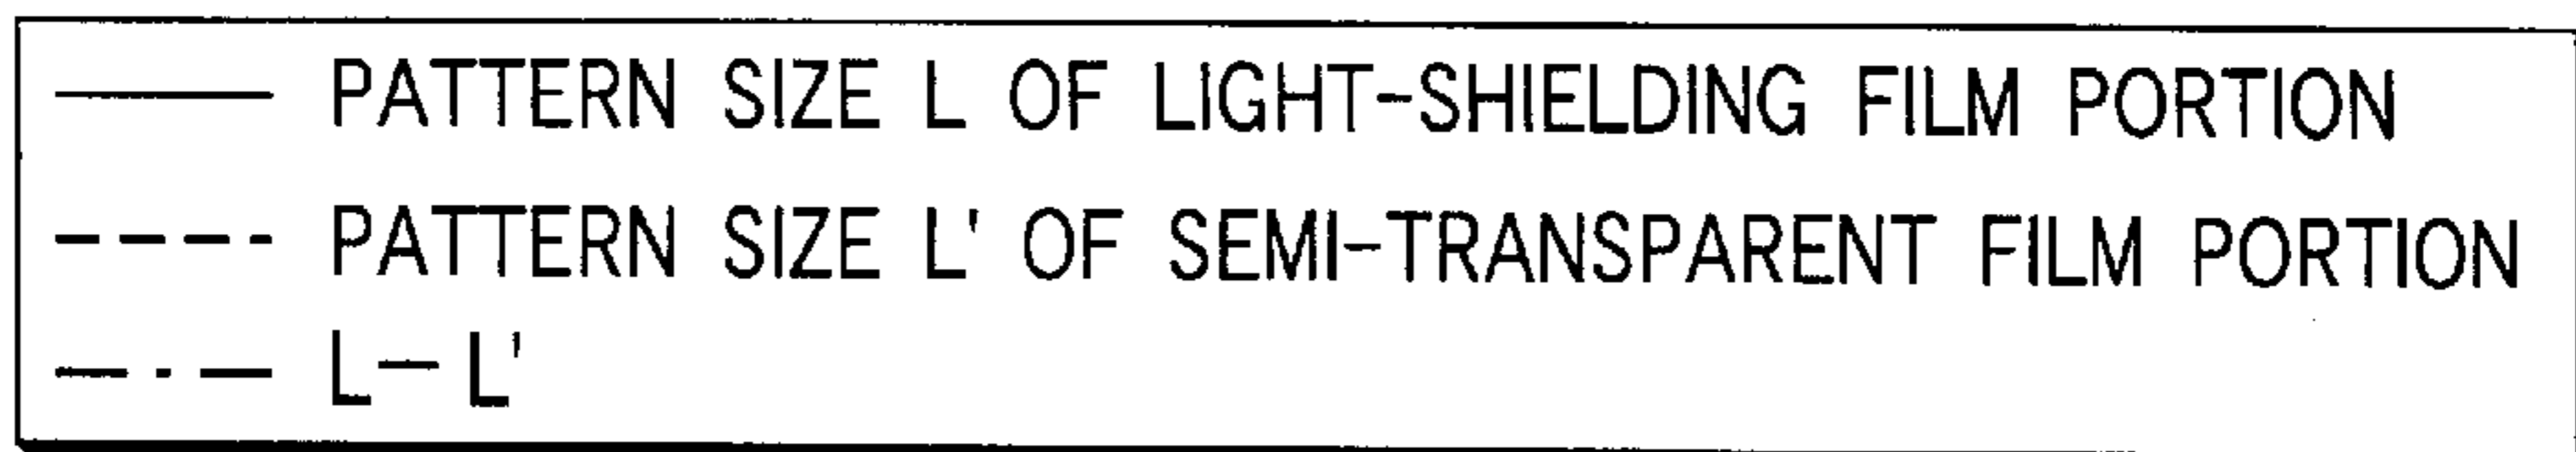 PATTERN SIZE L OF LIGHT-SHIELDING FILM PORTION
PATTERN SIZE L' OF SEMI-TRANSPARENT FILM PORTION
L-L'